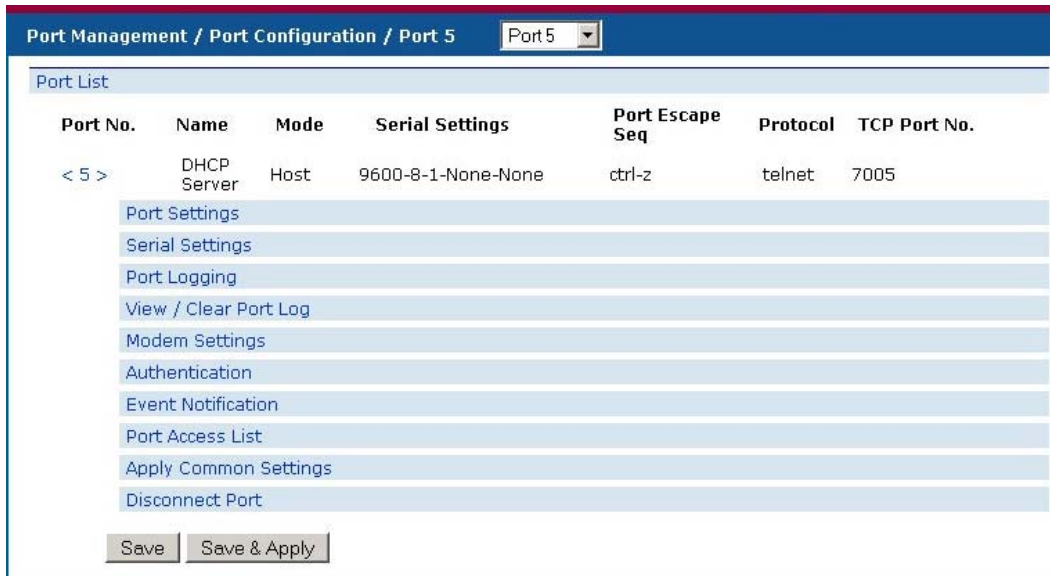 Port Management / Port Configuration / Port 5 Port 5
Port List
Port No. Name Mode Serial Settings Port Escape Seq Protocol TCP Port No.
< 5 > DHCP Server Host 9600-8-1-None-None ctrl-z telnet 7005
Port Settings
Serial Settings
Port Logging
View / Clear Port Log
Modem Settings
Authentication
Event Notification
Port Access List
Apply Common Settings
Disconnect Port
Save Save & Apply